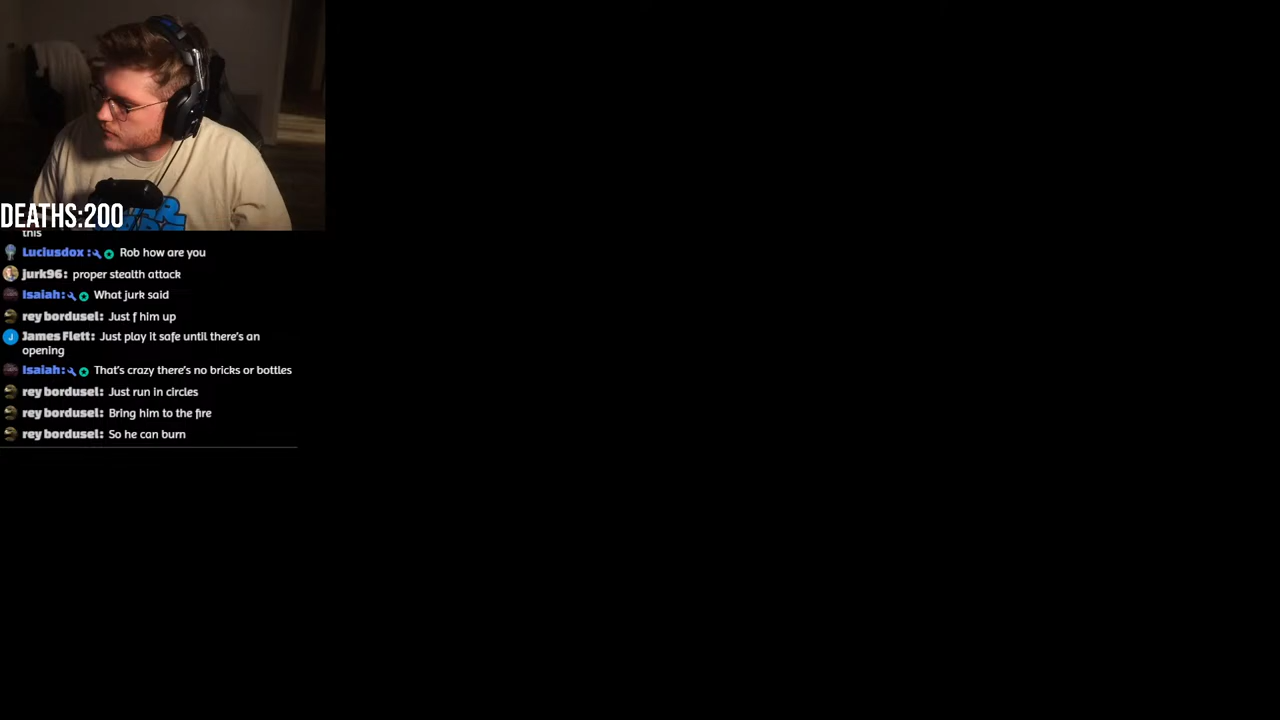 DEATHS:200
this
Luciusdox : Rob how are you
jurk96: proper stealth attack
Isaiah: What jurk said
rey bordusel: Just f him up
J James Flett: Just play it safe until there's an
opening
Isaiah: That's crazy there's no bricks or bottles
rey bordusel: Just run in circles
rey bordusel: Bring him to the fire
rey bordusel: So he can burn